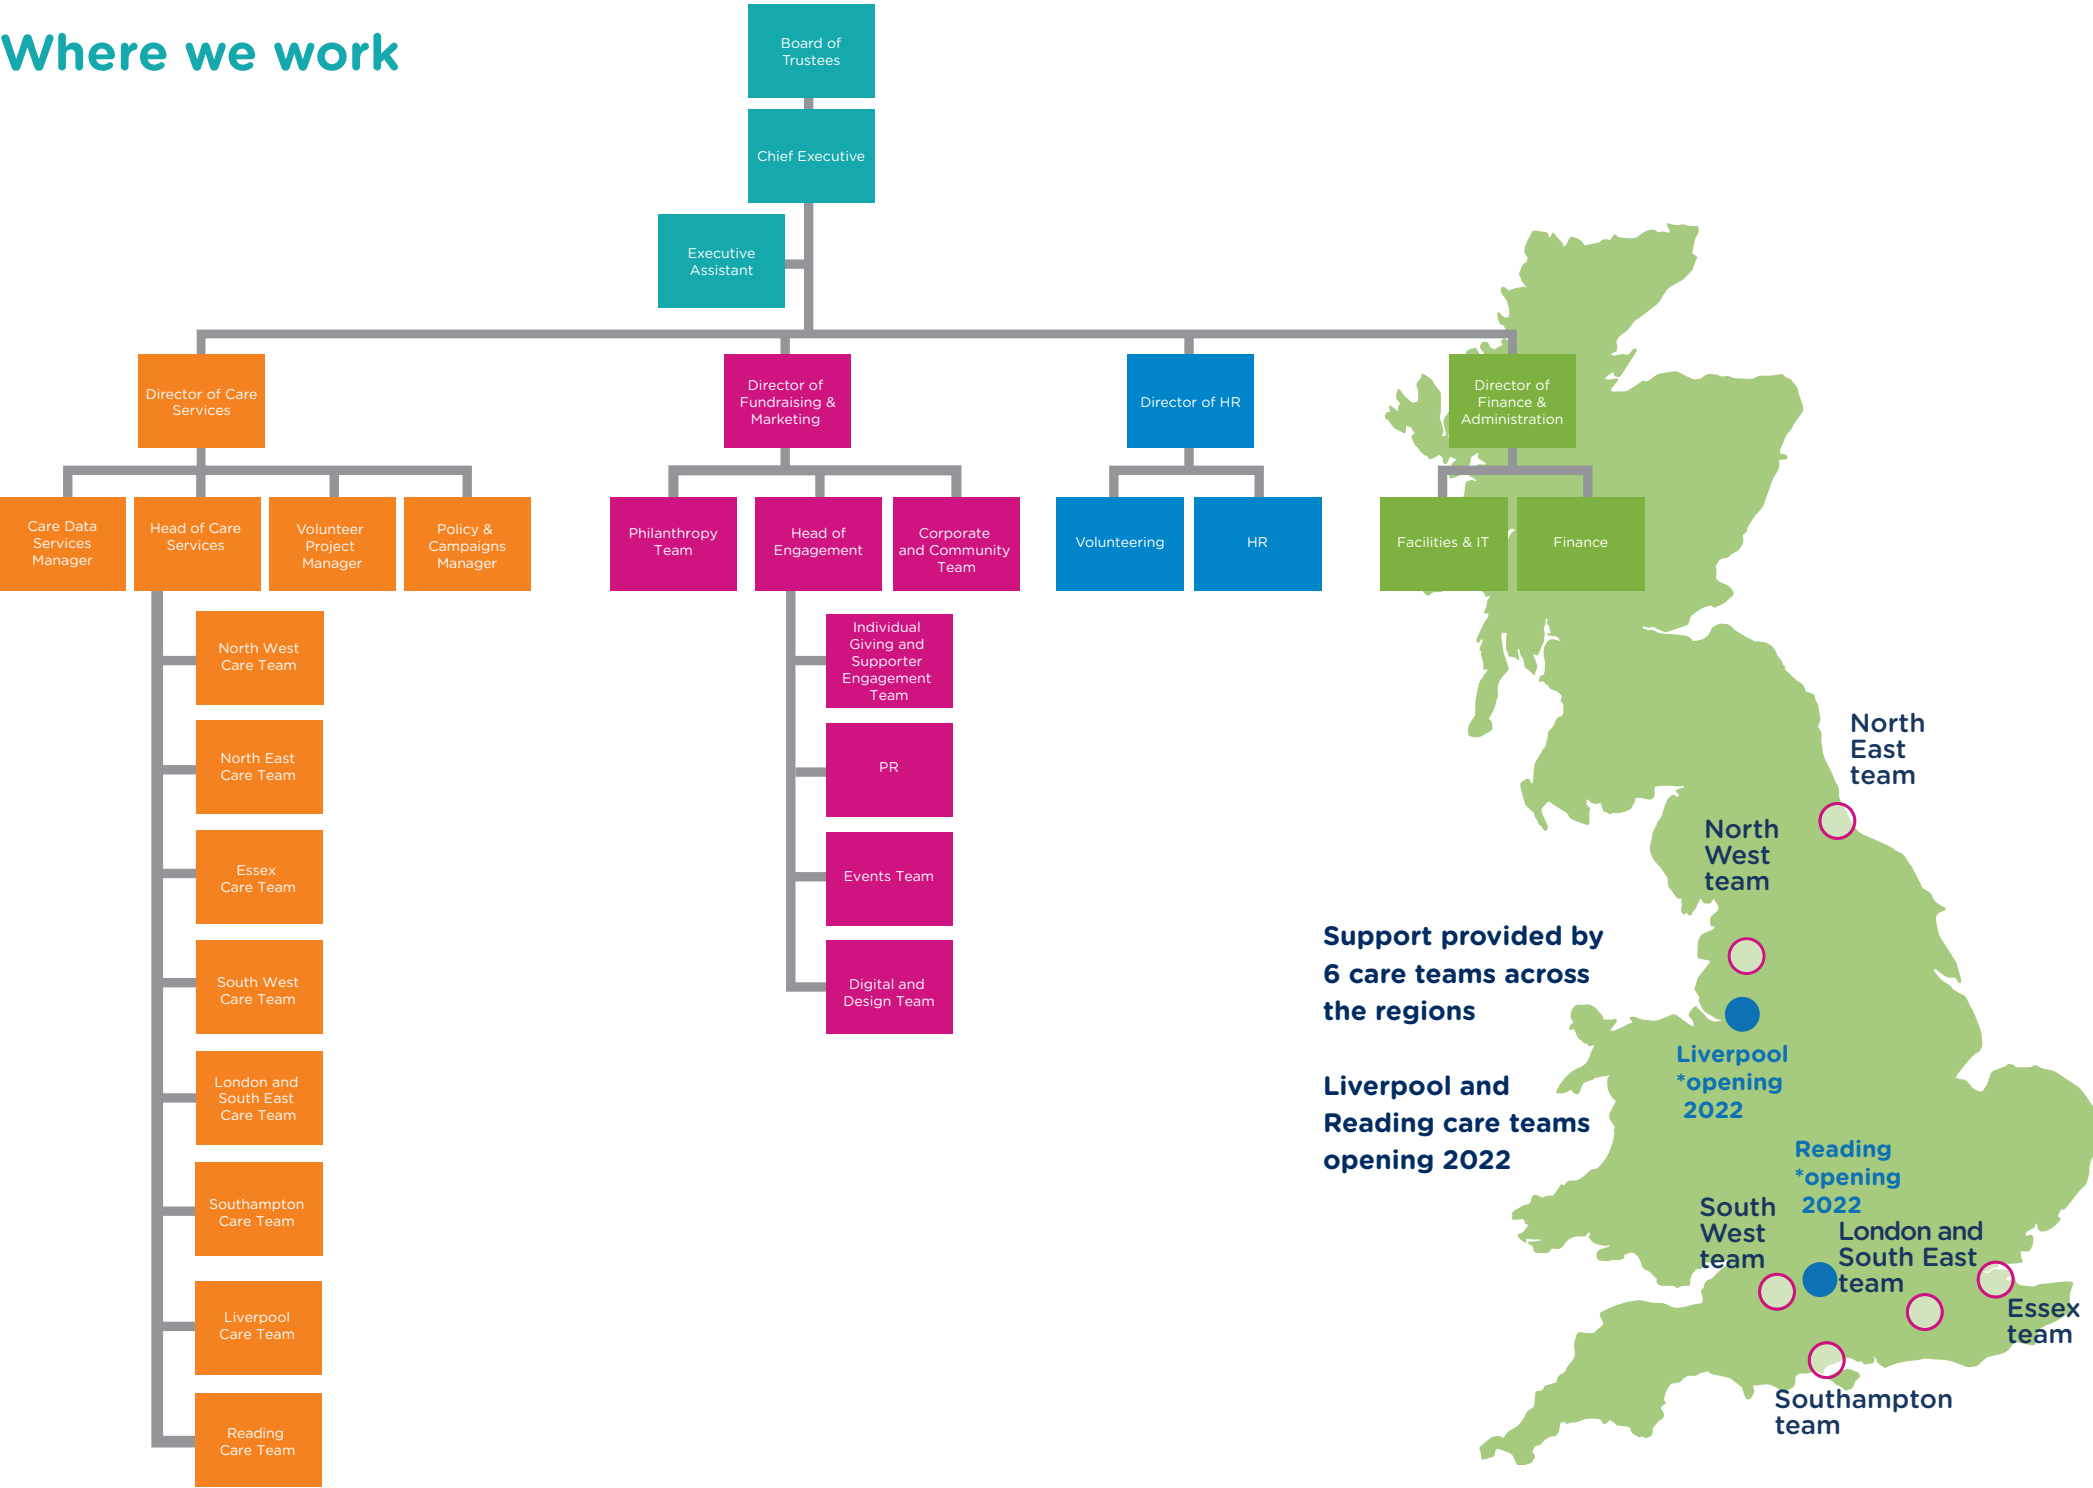 Where we work
Board of
Trustees
Chief Executive
Executive
Assistant
Director of Care
Services
Director of
Fundraising &
Marketing
Director of HR
Director of
Finance &
Administration
Care Data
Services
Manager
Head of Care
Services
Volunteer
Project
Manager
Policy &
Campaigns
Manager
Philanthropy
Team
Head of
Engagement
Corporate
and Community
Team
Volunteering
HR
Facilities & IT
Finance
North West
Care Team
North East
Care Team
Essex
Care Team
South West
Care Team
London and
South East
Care Team
Southampton
Care Team
Liverpool
Care Team
Reading
Care Team
Individual
Giving and
Supporter
Engagement
Team
PR
Events Team
Digital and
Design Team
Support provided by
6 care teams across
the regions
Liverpool and
Reading care teams
opening 2022
North
East
team
North
West
team
Liverpool
*opening
2022
Reading
*opening
2022
South
West
team
London and
South East
team
Essex
team
Southampton
team